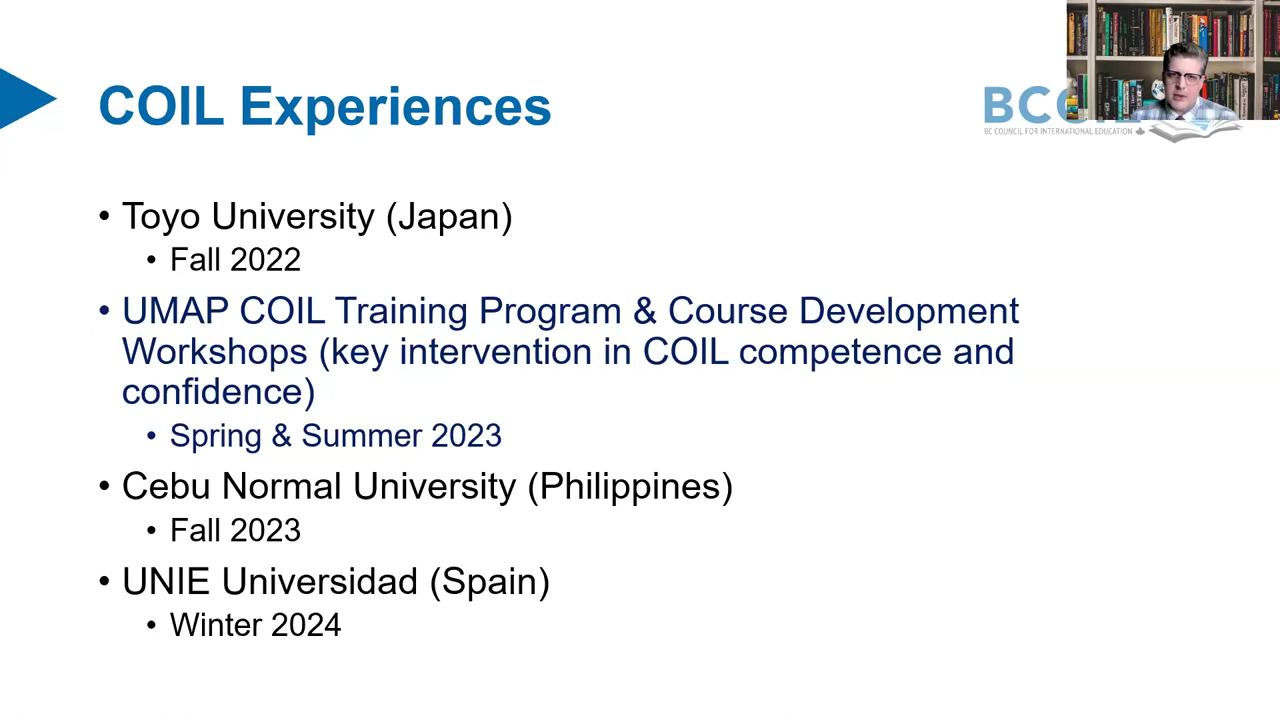 COIL Experiences
BC COUNCIL FOR INTERNATIONAL EDUCATION
• Toyo University (Japan)
• Fall 2022
• UMAP COIL Training Program & Course Development
Workshops (key intervention in COIL competence and
confidence)
• Spring & Summer 2023
• Cebu Normal University (Philippines)
• Fall 2023
• UNIE Universidad (Spain)
• Winter 2024